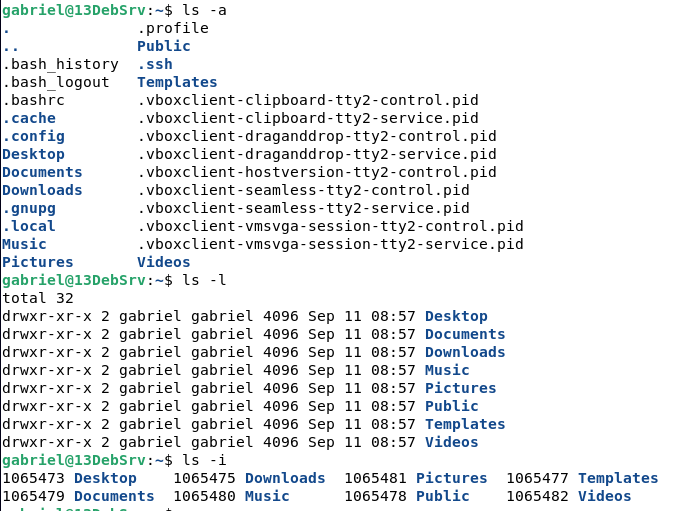 gabriel@13DebSrv:~$ ls -a
.              .profile
..             Public
.bash_history  .ssh
.bash_logout   Templates
.bashrc        .vboxclient-clipboard-tty2-control.pid
.cache         .vboxclient-clipboard-tty2-service.pid
.config        .vboxclient-draganddrop-tty2-control.pid
Desktop        .vboxclient-draganddrop-tty2-service.pid
Documents      .vboxclient-hostversion-tty2-control.pid
Downloads      .vboxclient-seamless-tty2-control.pid
.gnupg         .vboxclient-seamless-tty2-service.pid
.local         .vboxclient-vmsvga-session-tty2-control.pid
Music          .vboxclient-vmsvga-session-tty2-service.pid
Pictures       Videos
gabriel@13DebSrv:~$ ls -l
total 32
drwxr-xr-x 2 gabriel gabriel 4096 Sep 11 08:57 Desktop
drwxr-xr-x 2 gabriel gabriel 4096 Sep 11 08:57 Documents
drwxr-xr-x 2 gabriel gabriel 4096 Sep 11 08:57 Downloads
drwxr-xr-x 2 gabriel gabriel 4096 Sep 11 08:57 Music
drwxr-xr-x 2 gabriel gabriel 4096 Sep 11 08:57 Pictures
drwxr-xr-x 2 gabriel gabriel 4096 Sep 11 08:57 Public
drwxr-xr-x 2 gabriel gabriel 4096 Sep 11 08:57 Templates
drwxr-xr-x 2 gabriel gabriel 4096 Sep 11 08:57 Videos
gabriel@13DebSrv:~$ ls -i
1065473 Desktop    1065475 Downloads  1065481 Pictures  1065477 Templates
1065479 Documents  1065480 Music      1065478 Public    1065482 Videos